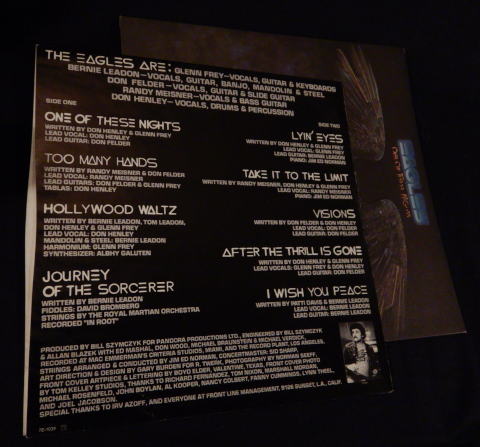 THE EAGLES ARE: GLENN FREY—VOCALS, GUITAR & KEYBOARDS
BERNIE LEADON—VOCALS, GUITAR, BANJO, MANDOLIN & STEEL
DON FELDER—VOCALS, GUITAR & SLIDE GUITAR
RANDY MEISNER—VOCALS & BASS GUITAR
DON HENLEY—VOCALS, DRUMS & PERCUSSION
SIDE ONE
ONE OF THESE NIGHTS
WRITTEN BY DON HENLEY & GLENN FREY
LEAD VOCAL: DON HENLEY
LEAD GUITAR: DON FELDER
TOO MANY HANDS
WRITTEN BY RANDY MEISNER & DON FELDER
LEAD VOCAL: RANDY MEISNER
LEAD GUITARS: DON FELDER & GLENN FREY
TABLAS: DON HENLEY
HOLLYWOOD WALTZ
WRITTEN BY BERNIE LEADON, TOM LEADON,
DON HENLEY & GLENN FREY
LEAD VOCAL: DON HENLEY
MANDOLIN & STEEL: BERNIE LEADON
HARMONIUM: GLENN FREY
SYNTHESIZER: ALBHY GALUTEN
JOURNEY
OF THE SORCERER
WRITTEN BY BERNIE LEADON
FIDDLES: DAVID BROMBERG
STRINGS BY THE ROYAL MARTIAN ORCHESTRA
RECORDED "IN ROOT"
SIDE TWO
LYIN' EYES
WRITTEN BY DON HENLEY & GLENN FREY
LEAD VOCAL: GLENN FREY
LEAD GUITAR: BERNIE LEADON
PIANO: JIM ED NORMAN
TAKE IT TO THE LIMIT
WRITTEN BY RANDY MEISNER, DON HENLEY & GLENN FREY
LEAD VOCAL: RANDY MEISNER
PIANO: JIM ED NORMAN
VISIONS
WRITTEN BY DON FELDER & DON HENLEY
LEAD VOCAL: DON FELDER
LEAD GUITAR: DON FELDER
AFTER THE THRILL IS GONE
WRITTEN BY DON HENLEY & GLENN FREY
LEAD VOCALS: GLENN FREY & DON HENLEY
LEAD GUITAR: DON FELDER
I WISH YOU PEACE
WRITTEN BY PATTI DAVIS & BERNIE LEADON
LEAD VOCAL: BERNIE LEADON
LEAD GUITAR: BERNIE LEADON
PRODUCED BY BILL SZYMCZYK FOR PANDORA PRODUCTIONS LTD., ENGINEERED BY BILL SZYMCZYK
& ALLAN BLAZEK WITH ED MASHAL, DON WOOD, MICHAEL BRAUNSTEIN & MICHAEL VERDICK,
RECORDED AT MAC EMMERMAN'S CRITERIA STUDIOS, MIAMI, AND THE RECORD PLANT, LOS ANGELES.
STRINGS ARRANGED & CONDUCTED BY JIM ED NORMAN, CONCERTMASTER: SID SHARP
ART DIRECTION & DESIGN BY GARY BURDEN FOR R. TWERK. PHOTOGRAPHY BY NORMAN SEEFF,
FRONT COVER ARTPIECE & LETTERING BY BOYD ELDER, VALENTINE, TEXAS, FRONT COVER PHOTO
BY TOM KELLEY STUDIOS, THANKS TO RICHARD FERNANDEZ, TOM NIXON, MARSHALL MORGAN,
MICHAEL ROSENFELD, JOHN BOYLAN, AL KOOPER, NANCY COLBERT, FANNY CUMMINGS, LYNN THEEL,
AND JOEL JACOBSON.
SPECIAL THANKS TO IRV AZOFF, AND EVERYONE AT FRONT LINE MANAGEMENT, 9126 SUNSET, L.A., CALIF.
7E-1039
EAGLES
One of These Nights